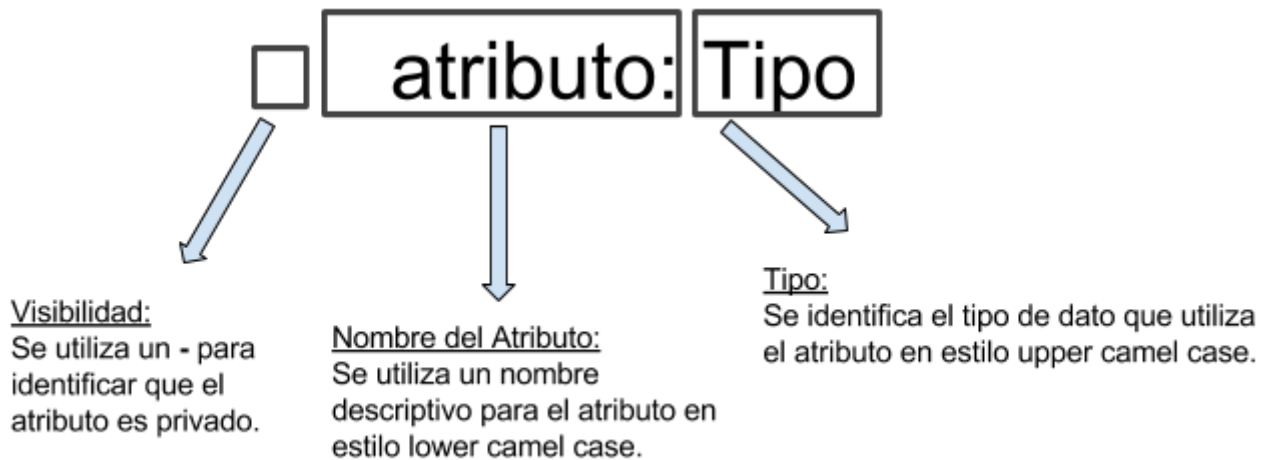 atributo: Tipo
Visibilidad:
Se utiliza un - para
identificar que el
atributo es privado.
Nombre del Atributo:
Se utiliza un nombre
descriptivo para el atributo en
estilo lower camel case.
Tipo:
Se identifica el tipo de dato que utiliza
el atributo en estilo upper camel case.